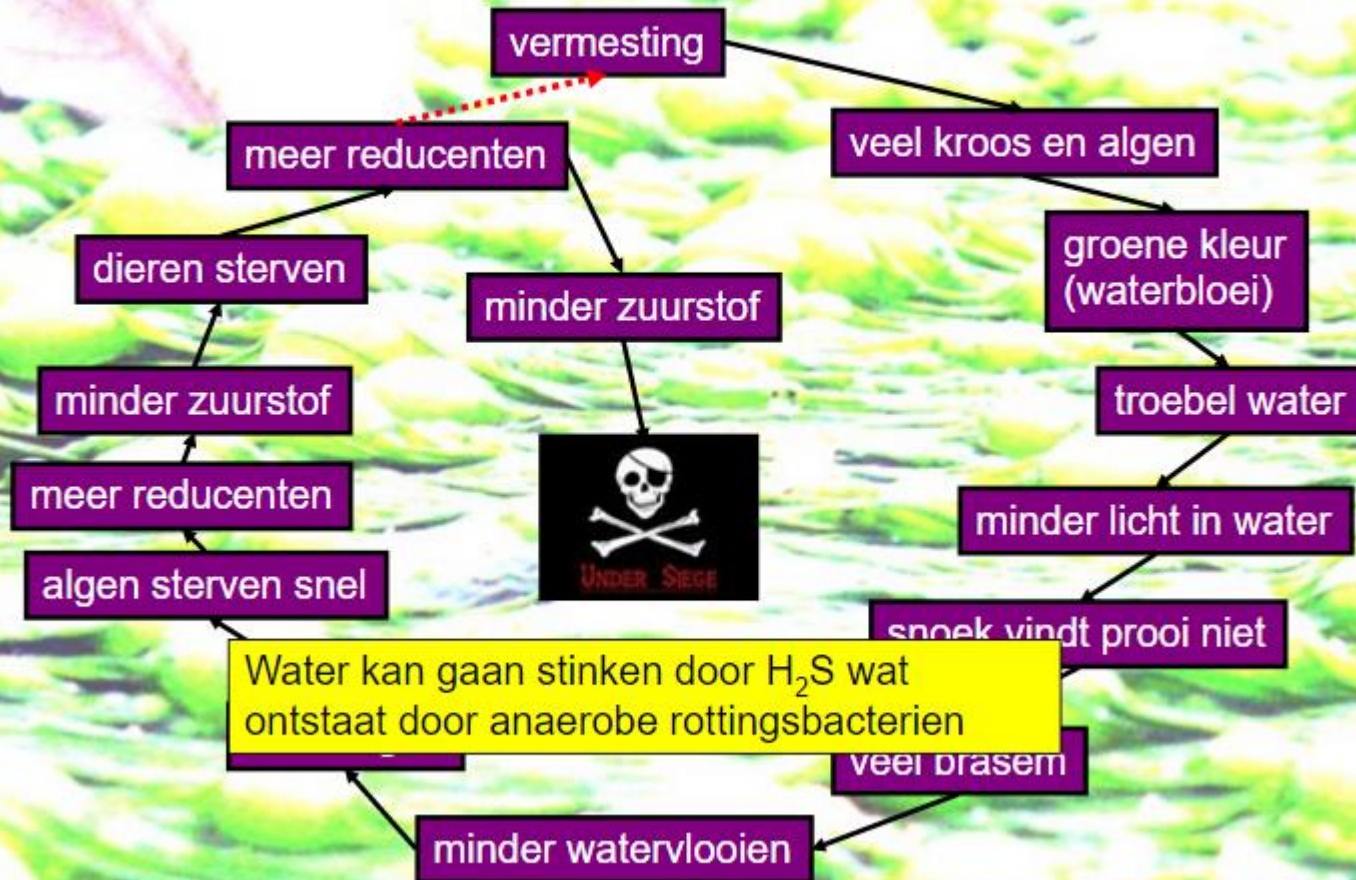 vermesting
veel kroos en algen
groene kleur
(waterbloei)
troebel water
minder licht in water
snoek vindt prooi niet
veel brasem
minder watervlooien
algen sterven snel
meer reducenten
minder zuurstof
dieren sterven
meer reducenten
minder zuurstof
UNDER SIEGE
Water kan gaan stinken door H₂S wat
ontstaat door anaerobe rottingsbacterien